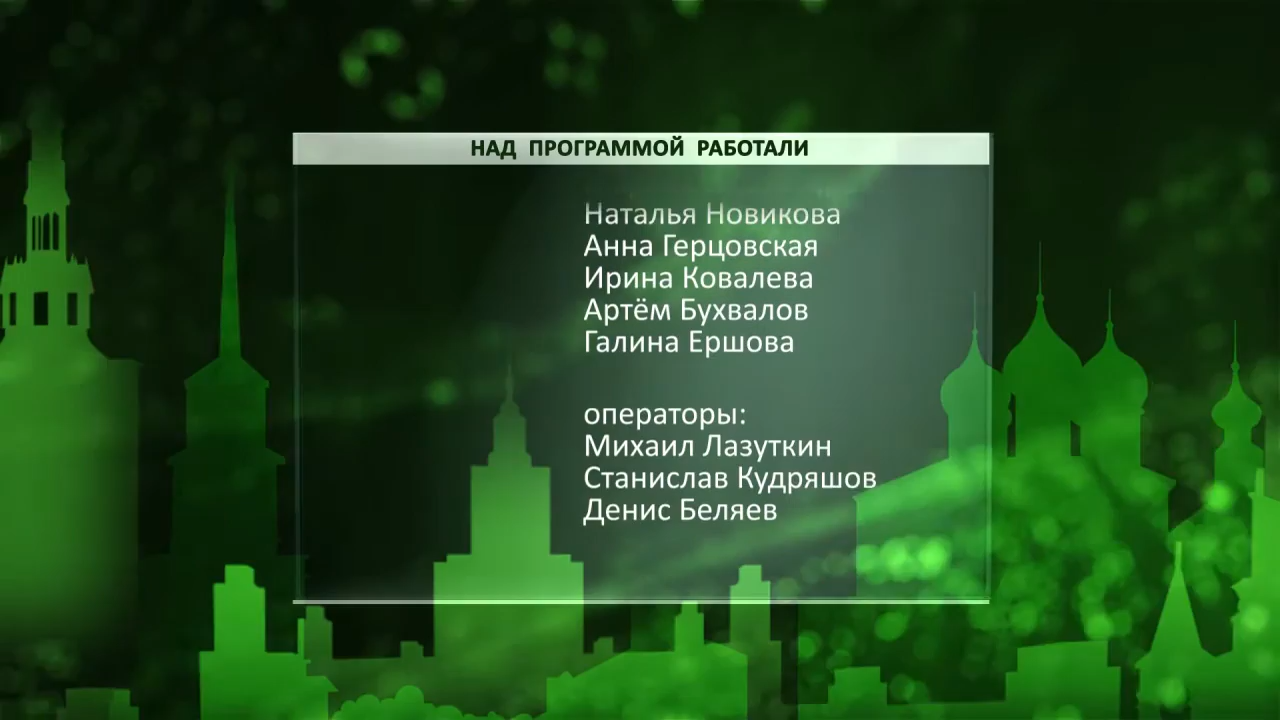 НАД ПРОГРАММОЙ РАБОТАЛИ
Наталья Новикова
Анна Герцовская
Ирина Ковалева
Артём Бухвалов
Галина Ершова
операторы:
Михаил Лазуткин
Станислав Кудряшов
Денис Беляев